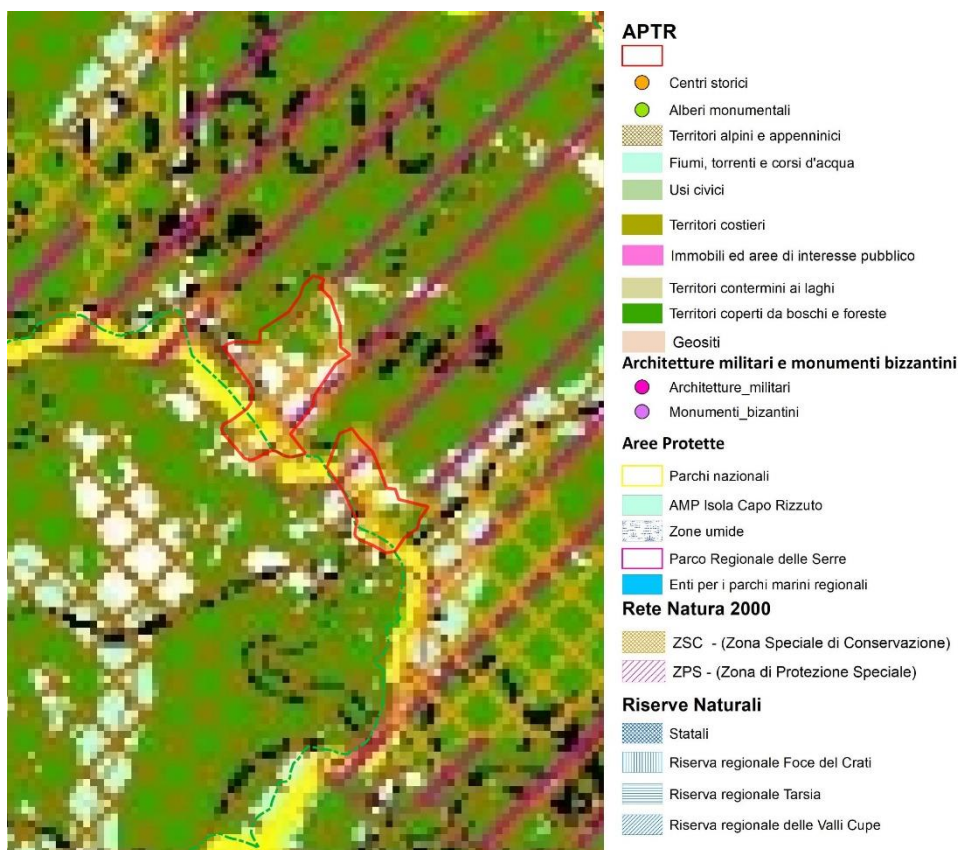 APTR
Centri storici
Alberi monumentali
Territori alpini e appenninici
Fiumi, torrenti e corsi d'acqua
Usi civici
Territori costieri
Immobili ed aree di interesse pubblico
Territori contermini ai laghi
Territori coperti da boschi e foreste
Geositi
Architetture militari e monumenti bizzantini
Architetture_militari
Monumenti_bizantini
Aree Protette
Parchi nazionali
AMP Isola Capo Rizzuto
Zone umide
Parco Regionale delle Serre
Enti per i parchi marini regionali
Rete Natura 2000
ZSC - (Zona Speciale di Conservazione)
ZPS - (Zona di Protezione Speciale)
Riserve Naturali
Statali
Riserva regionale Foce del Crati
Riserva regionale Tarsia
Riserva regionale delle Valli Cupe